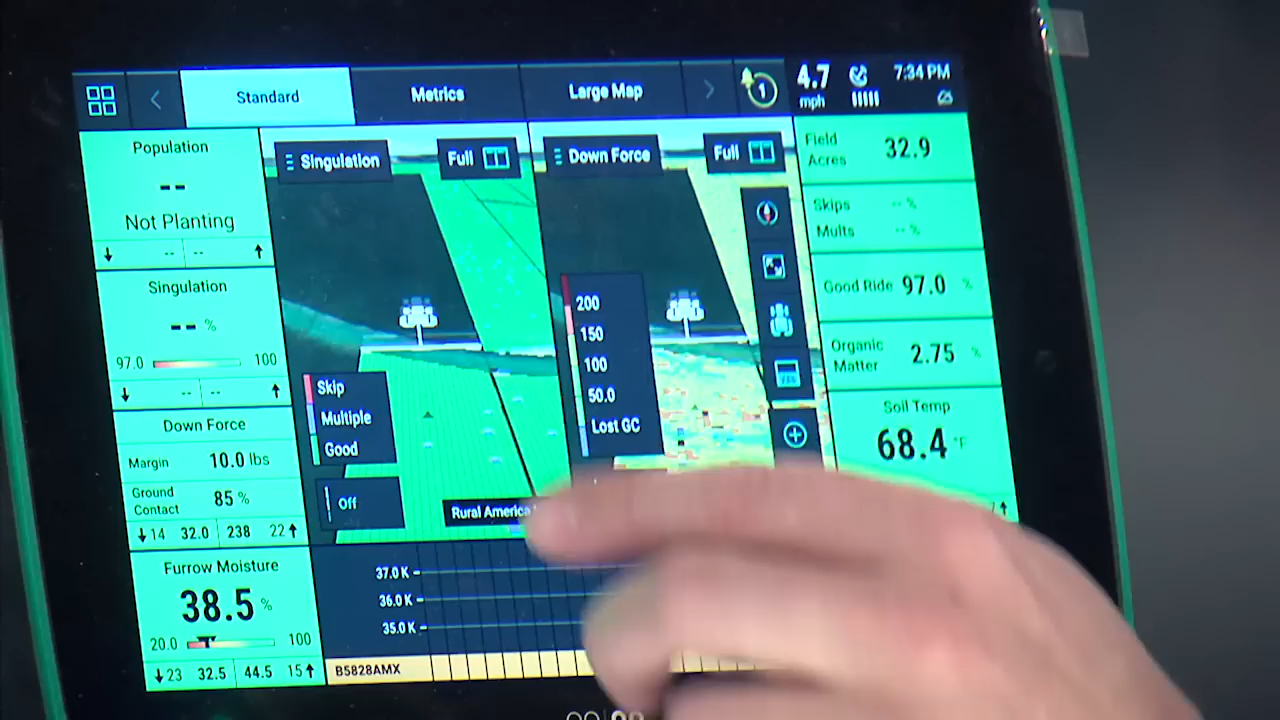 Standard
Metrics
Large Map
1
4.7
mph
7:34 PM
Population
--
Not Planting
-- --
Singulation
-- %
97.0 100
-- --
Down Force
Margin 10.0 lbs
Ground Contact 85 %
14 32.0 238 22
Furrow Moisture
38.5 %
20.0 100
23 32.5 44.5 15
Singulation
Full
Skip
Multiple
Good
Off
Down Force
Full
200
150
100
50.0
Lost GC
Rural America
37.0 K
36.0 K
35.0 K
B5828AMX
Field Acres 32.9
Skips -- %
Mults -- %
Good Ride 97.0 %
Organic Matter 2.75 %
Soil Temp
68.4 °F